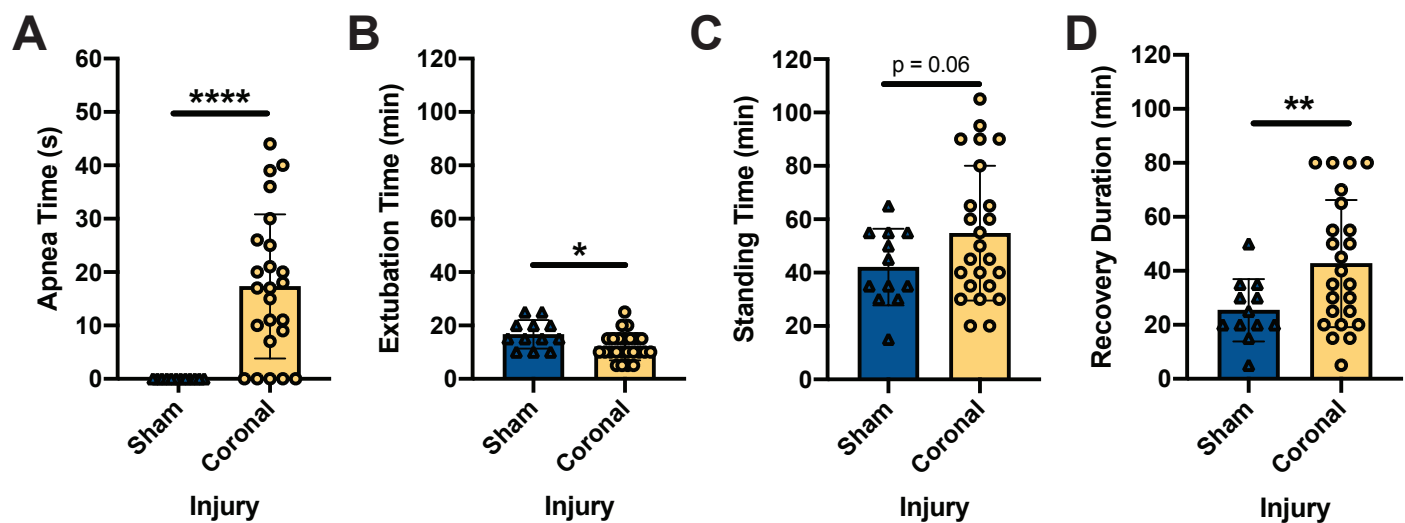 A
Apnea Time (s)
60
50
40
30
20
10
0
****
Sham
Coronal
Injury
B
Extubation Time (min)
120
100
80
60
40
20
0
*
Sham
Coronal
Injury
C
Standing Time (min)
120
100
80
60
40
20
0
p = 0.06
Sham
Coronal
Injury
D
Recovery Duration (min)
120
100
80
60
40
20
0
**
Sham
Coronal
Injury